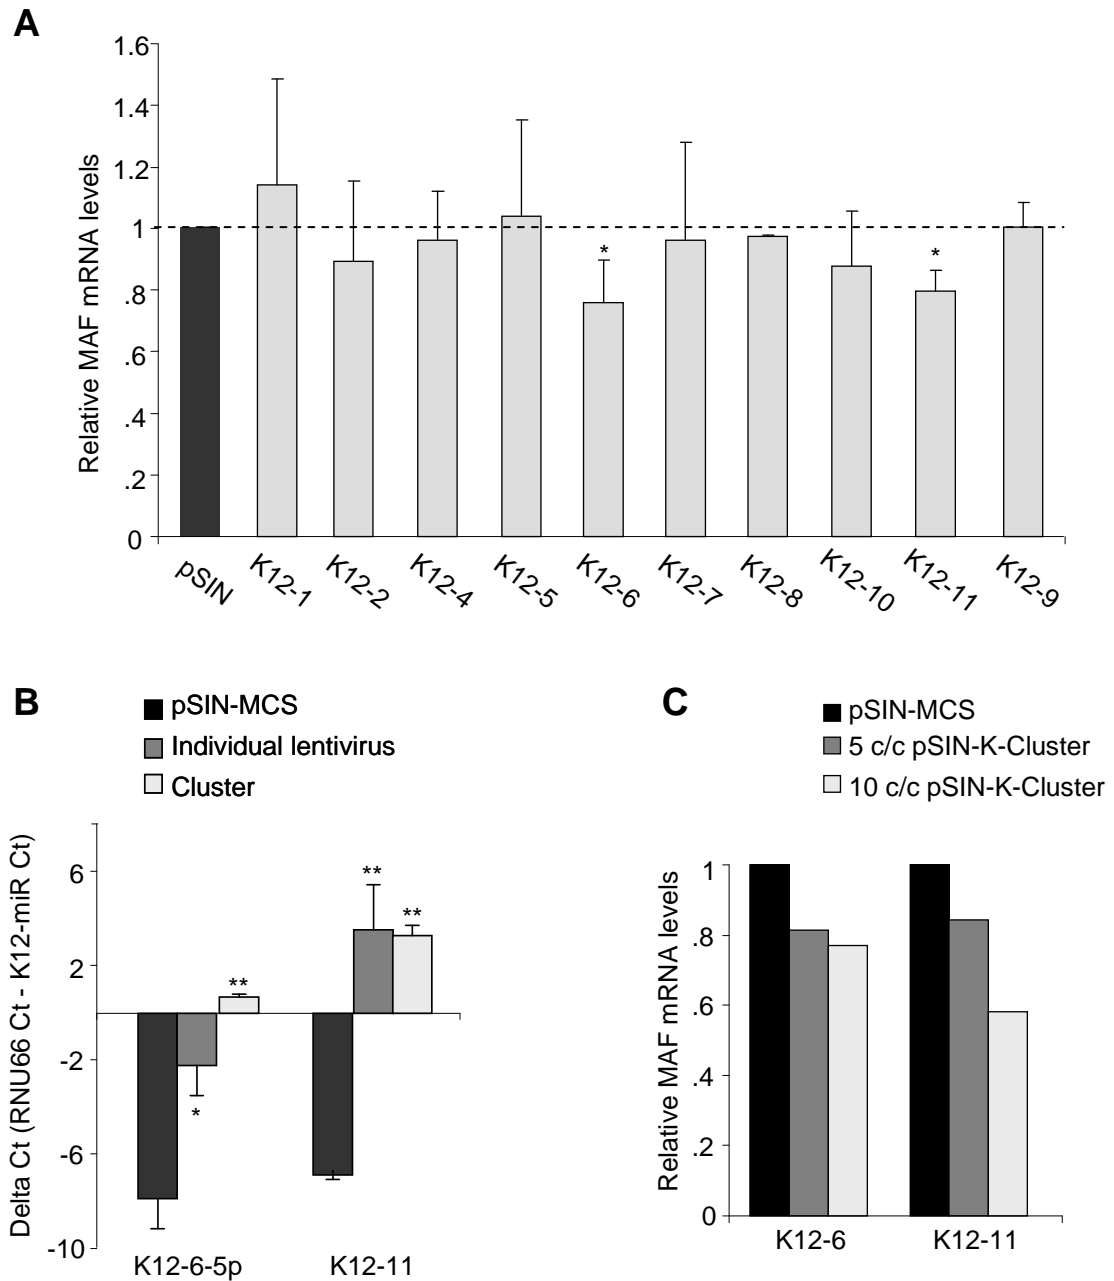 A
Relative MAF mRNA levels
1.6
1.4
1.2
1
.8
.6
.4
.2
0
*
*
pSIN
K12-1
K12-2
K12-4
K12-5
K12-6
K12-7
K12-8
K12-10
K12-11
K12-9
B
pSIN-MCS
Individual lentivirus
Cluster
Delta Ct (RNU66 Ct - K12-miR Ct)
6
2
-2
-6
-10
*
**
**
**
K12-6-5p
K12-11
C
pSIN-MCS
5 c/c pSIN-K-Cluster
10 c/c pSIN-K-Cluster
Relative MAF mRNA levels
1
.8
.6
.4
.2
0
K12-6
K12-11